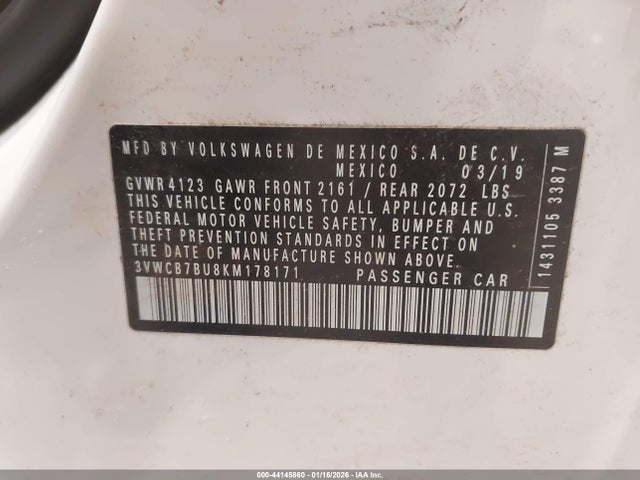 MFD BY VOLKSWAGEN DE MEXICO S.A. DE C.V.
MEXICO 03/19
GVWR 4123 GAWR FRONT 2161 / REAR 2072 LBS
THIS VEHICLE CONFORMS TO ALL APPLICABLE U.S.
FEDERAL MOTOR VEHICLE SAFETY, BUMPER AND
THEFT PREVENTION STANDARDS IN EFFECT ON
THE DATE OF MANUFACTURE SHOWN ABOVE.
3VWCB7BU8KM178171 PASSENGER CAR
14311105 3387 M
000-44145860 - 01/16/2026 - IAA Inc.